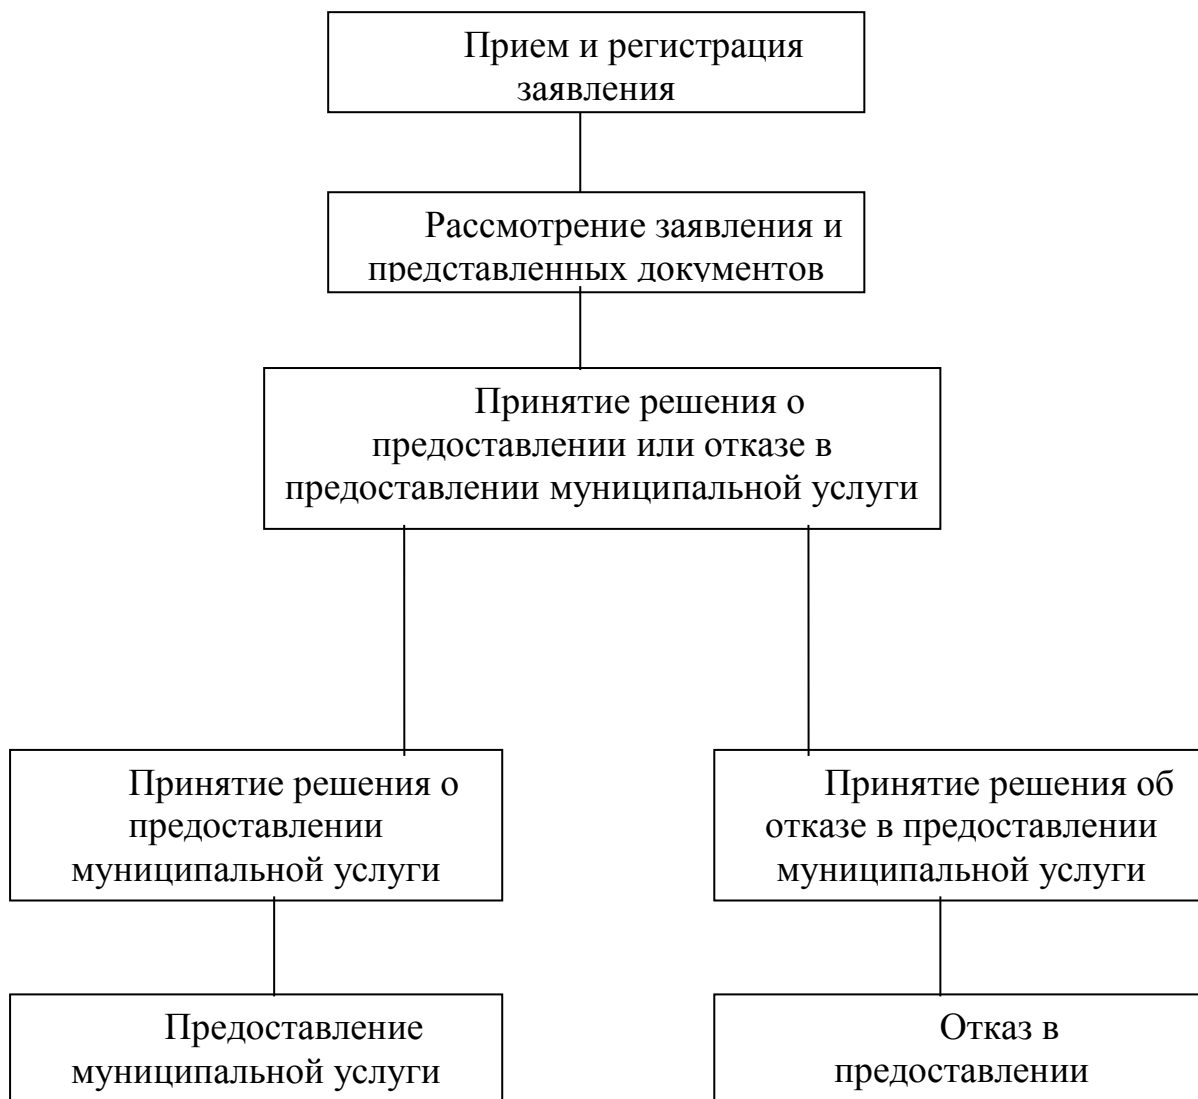 Прием и регистрация
заявления
Рассмотрение заявления и
представленных документов
Принятие решения о
предоставлении или отказе в
предоставлении муниципальной услуги
Принятие решения о
предоставлении
муниципальной услуги
Принятие решения об
отказе в предоставлении
муниципальной услуги
Предоставление
муниципальной услуги
Отказ в
предоставлении